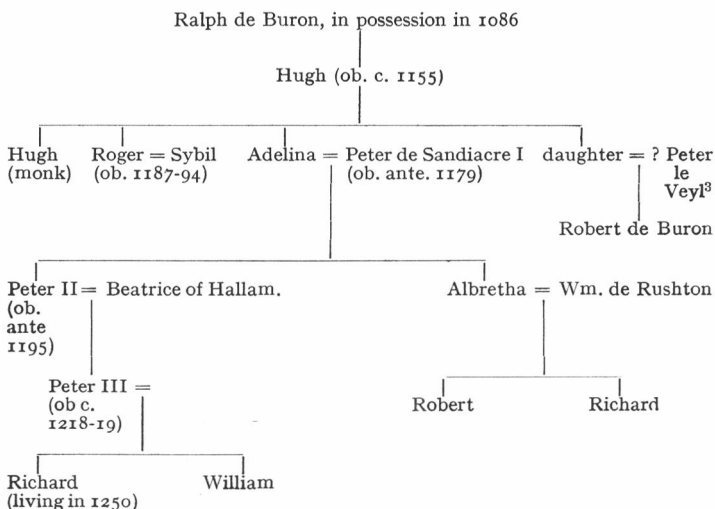 Ralph de Buron, in possession in 1086
Hugh (ob. c. 1155)
Hugh
(monk)
Roger = Sybil
(ob. 1187-94)
Adelina = Peter de Sandiacre I
(ob. ante. 1179)
daughter = ? Peter
le
Veyl³
Robert de Buron
Peter II = Beatrice of Hallam.
(ob.
ante
1195)
Albretha = Wm. de Rushton
Peter III =
(ob c.
1218-19)
Robert
Richard
Richard
(living in 1250)
William